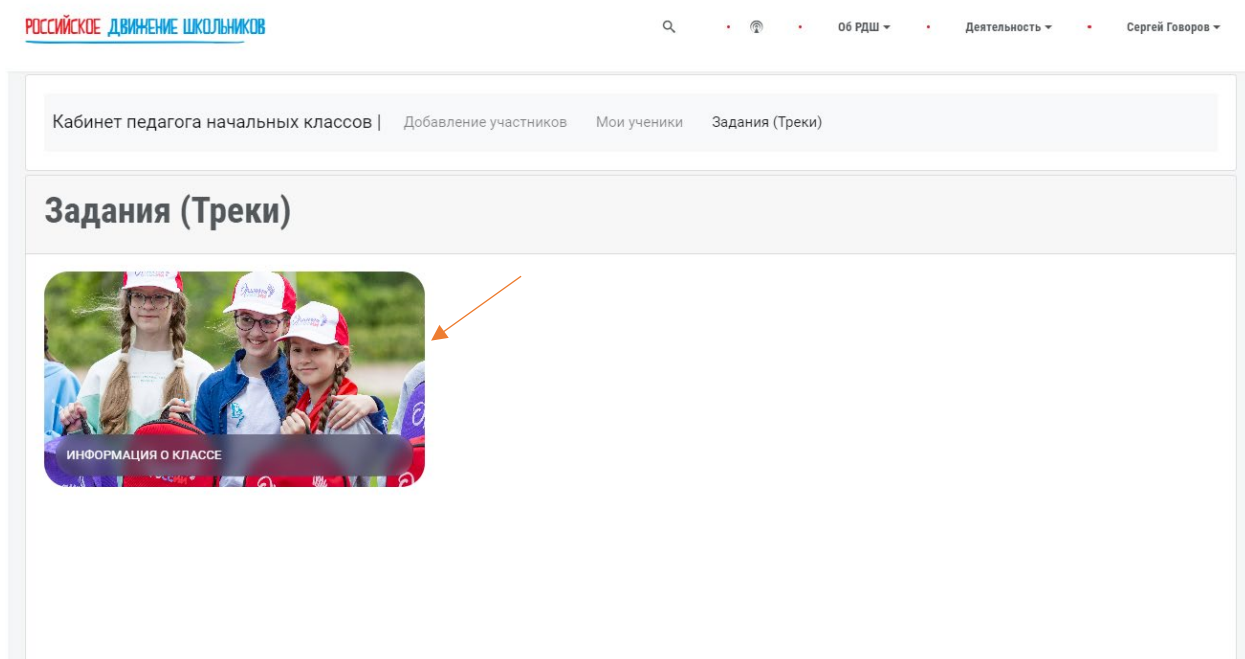 РОССИЙСКОЕ ДВИЖЕНИЕ ШКОЛЬНИКОВ
Об РДШ
Деятельность
Сергей Говоров
Кабинет педагога начальных классов |
Добавление участников
Мои ученики
Задания (Треки)
Задания (Треки)
ИНФОРМАЦИЯ О КЛАССЕ